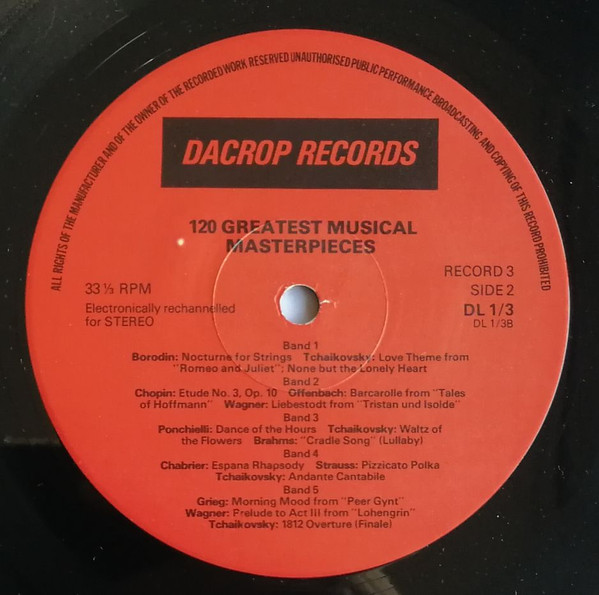 ALL RIGHTS OF THE MANUFACTURER AND OF THE OWNER OF THE RECORDED WORK RESERVED UNAUTHORISED PUBLIC PERFORMANCE BROADCASTING AND COPYING OF THIS RECORD PROHIBITED
DACROP RECORDS
120 GREATEST MUSICAL
MASTERPIECES
33 ⅓ RPM
Electronically rechannelled
for STEREO
RECORD 3
SIDE 2
DL 1/3
DL 1/3B
Band 1
Borodin: Nocturne for Strings Tchaikovsky: Love Theme from
"Romeo and Juliet"; None but the Lonely Heart
Band 2
Chopin: Etude No. 3, Op. 10 Gffenbach: Barcarolle from "Tales
of Hoffmann" Wagner: Liebestodt from "Tristan und Isolde"
Band 3
Ponchielli: Dance of the Hours Tchaikovsky: Waltz of
the Flowers Brahms: "Cradle Song" (Lullaby)
Band 4
Chabrier: Espana Rhapsody Strauss: Pizzicato Polka
Tchaikovsky: Andante Cantabile
Band 5
Grieg: Morning Mood from "Peer Gynt"
Wagner: Prelude to Act III from "Lohengrin"
Tchaikovsky: 1812 Overture (Finale)